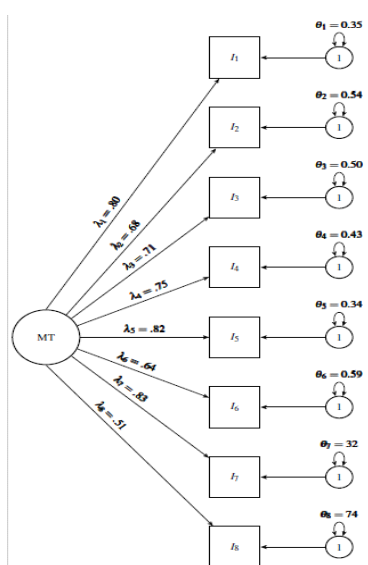 θ₁ = 0.35
I₁
1
θ₂ = 0.54
I₂
1
λ₁ = .80
θ₃ = 0.50
λ₂ = .68
I₃
1
λ₃ = .71
θ₄ = 0.43
I₄
1
λ₄ = .75
θ₅ = 0.34
MT
λ₅ = .82
I₅
1
λ₆ = .64
θ₆ = 0.59
λ₇ = .83
I₆
1
λ₈ = .51
θ₇ = 32
I₇
1
θ₈ = 74
I₈
1